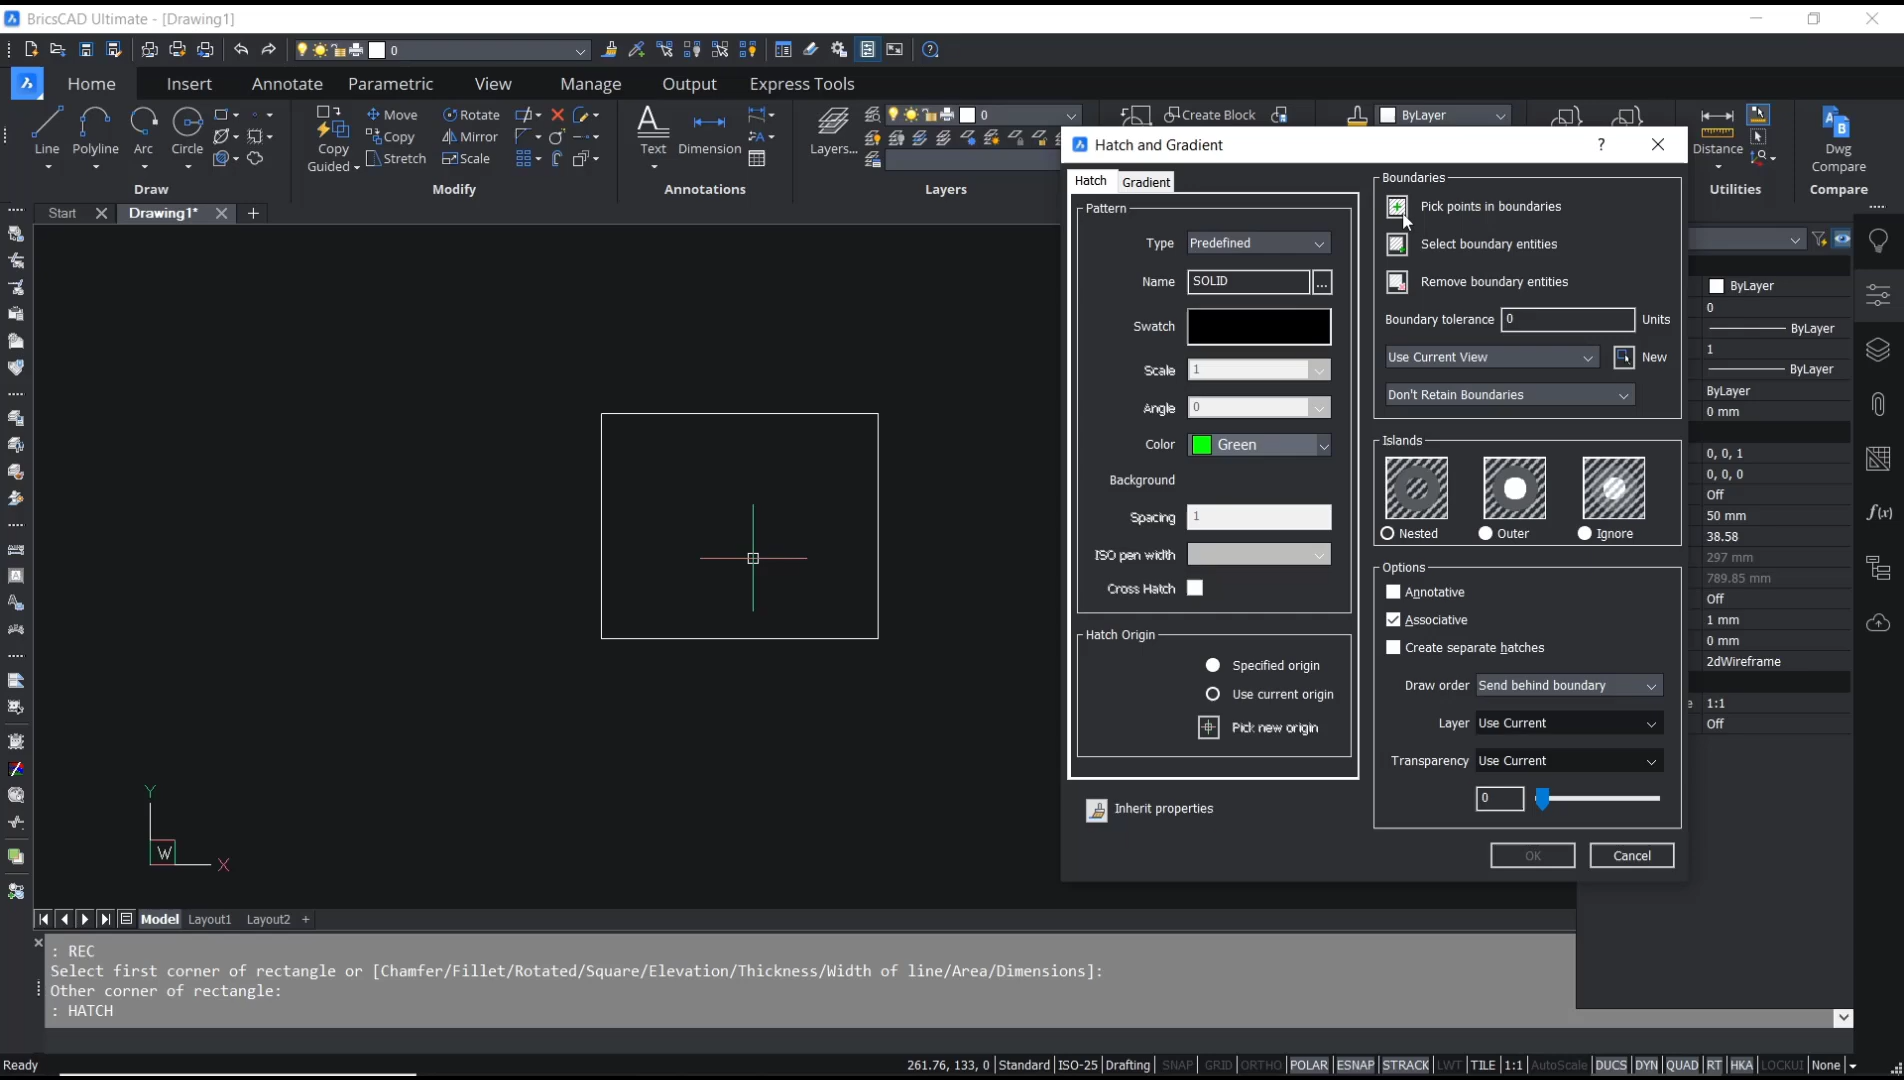 BricsCAD Ultimate - [Drawing1]
0
Home Insert Annotate Parametric View Manage Output Express Tools
Line Polyline Arc Circle
Copy
Guided
Move Rotate
Copy Mirror
Stretch Scale
Text Dimension
Layers...
0
Create Block
ByLayer
Distance
Dwg
Compare
Draw Modify Annotations Layers Utilities Compare
Start Drawing1*
Hatch and Gradient
?
Hatch Gradient
Pattern
Type Predefined
Name SOLID ...
Swatch
Scale 1
Angle 0
Color Green
Background
Spacing 1
ISO pen width
Cross Hatch
Hatch Origin
Specified origin
Use current origin
Pick new origin
Inherit properties
Boundaries
Pick points in boundaries
Select boundary entities
Remove boundary entities
Boundary tolerance 0 Units
Use Current View New
Don't Retain Boundaries
Islands
Nested Outer Ignore
Options
Annotative
Associative
Create separate hatches
Draw order Send behind boundary
Layer Use Current
Transparency Use Current
0
OK Cancel
ByLayer
0
ByLayer
1
ByLayer
ByLayer
0 mm
0, 0, 1
0, 0, 0
Off
50 mm
38.58
297 mm
789.85 mm
Off
1 mm
0 mm
2dWireframe
e 1:1
Off
f(x)
Y
W X
Model Layout1 Layout2 +
: REC
Select first corner of rectangle or [Chamfer/Fillet/Rotated/Square/Elevation/Thickness/Width of line/Area/Dimensions]:
Other corner of rectangle:
: HATCH
Ready 261.76, 133, 0 Standard ISO-25 Drafting SNAP GRID ORTHO POLAR ESNAP STRACK LWT TILE 1:1 AutoScale DUCS DYN QUAD RT HKA LOCKUI None